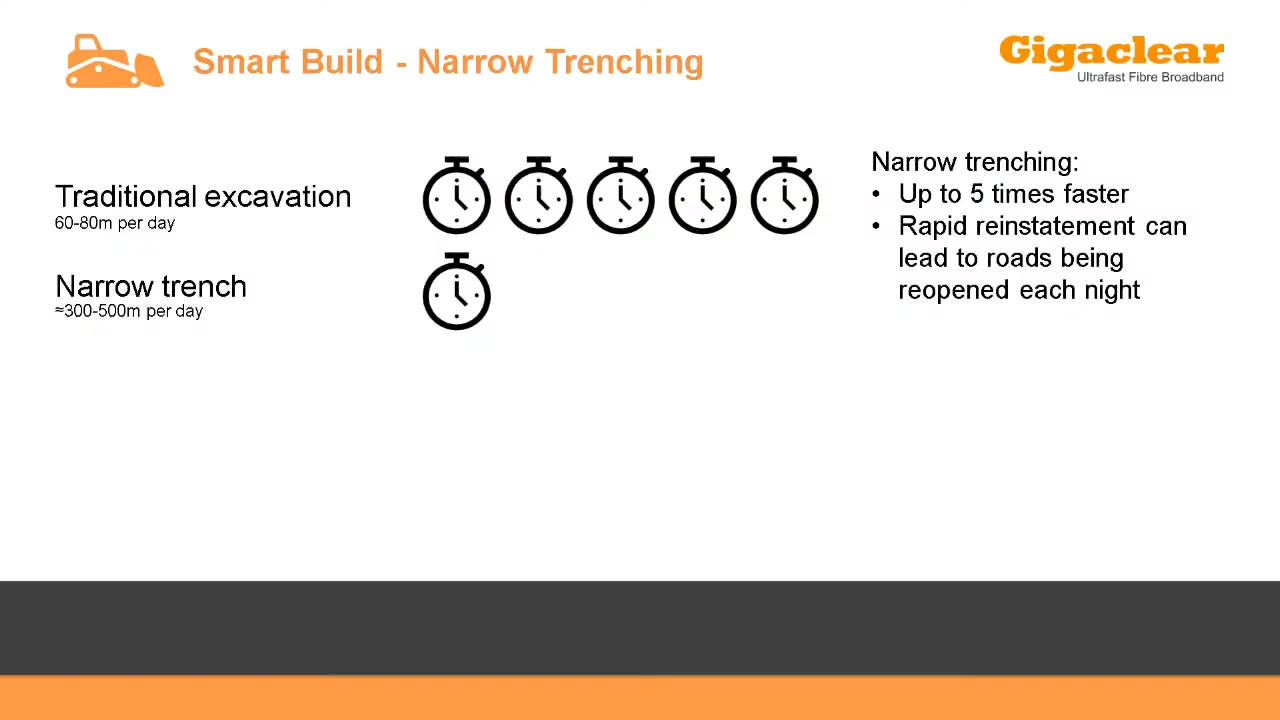 Smart Build - Narrow Trenching
Gigaclear
Ultrafast Fibre Broadband
Traditional excavation
60-80m per day
Narrow trench
≈300-500m per day
Narrow trenching:
• Up to 5 times faster
• Rapid reinstatement can
lead to roads being
reopened each night